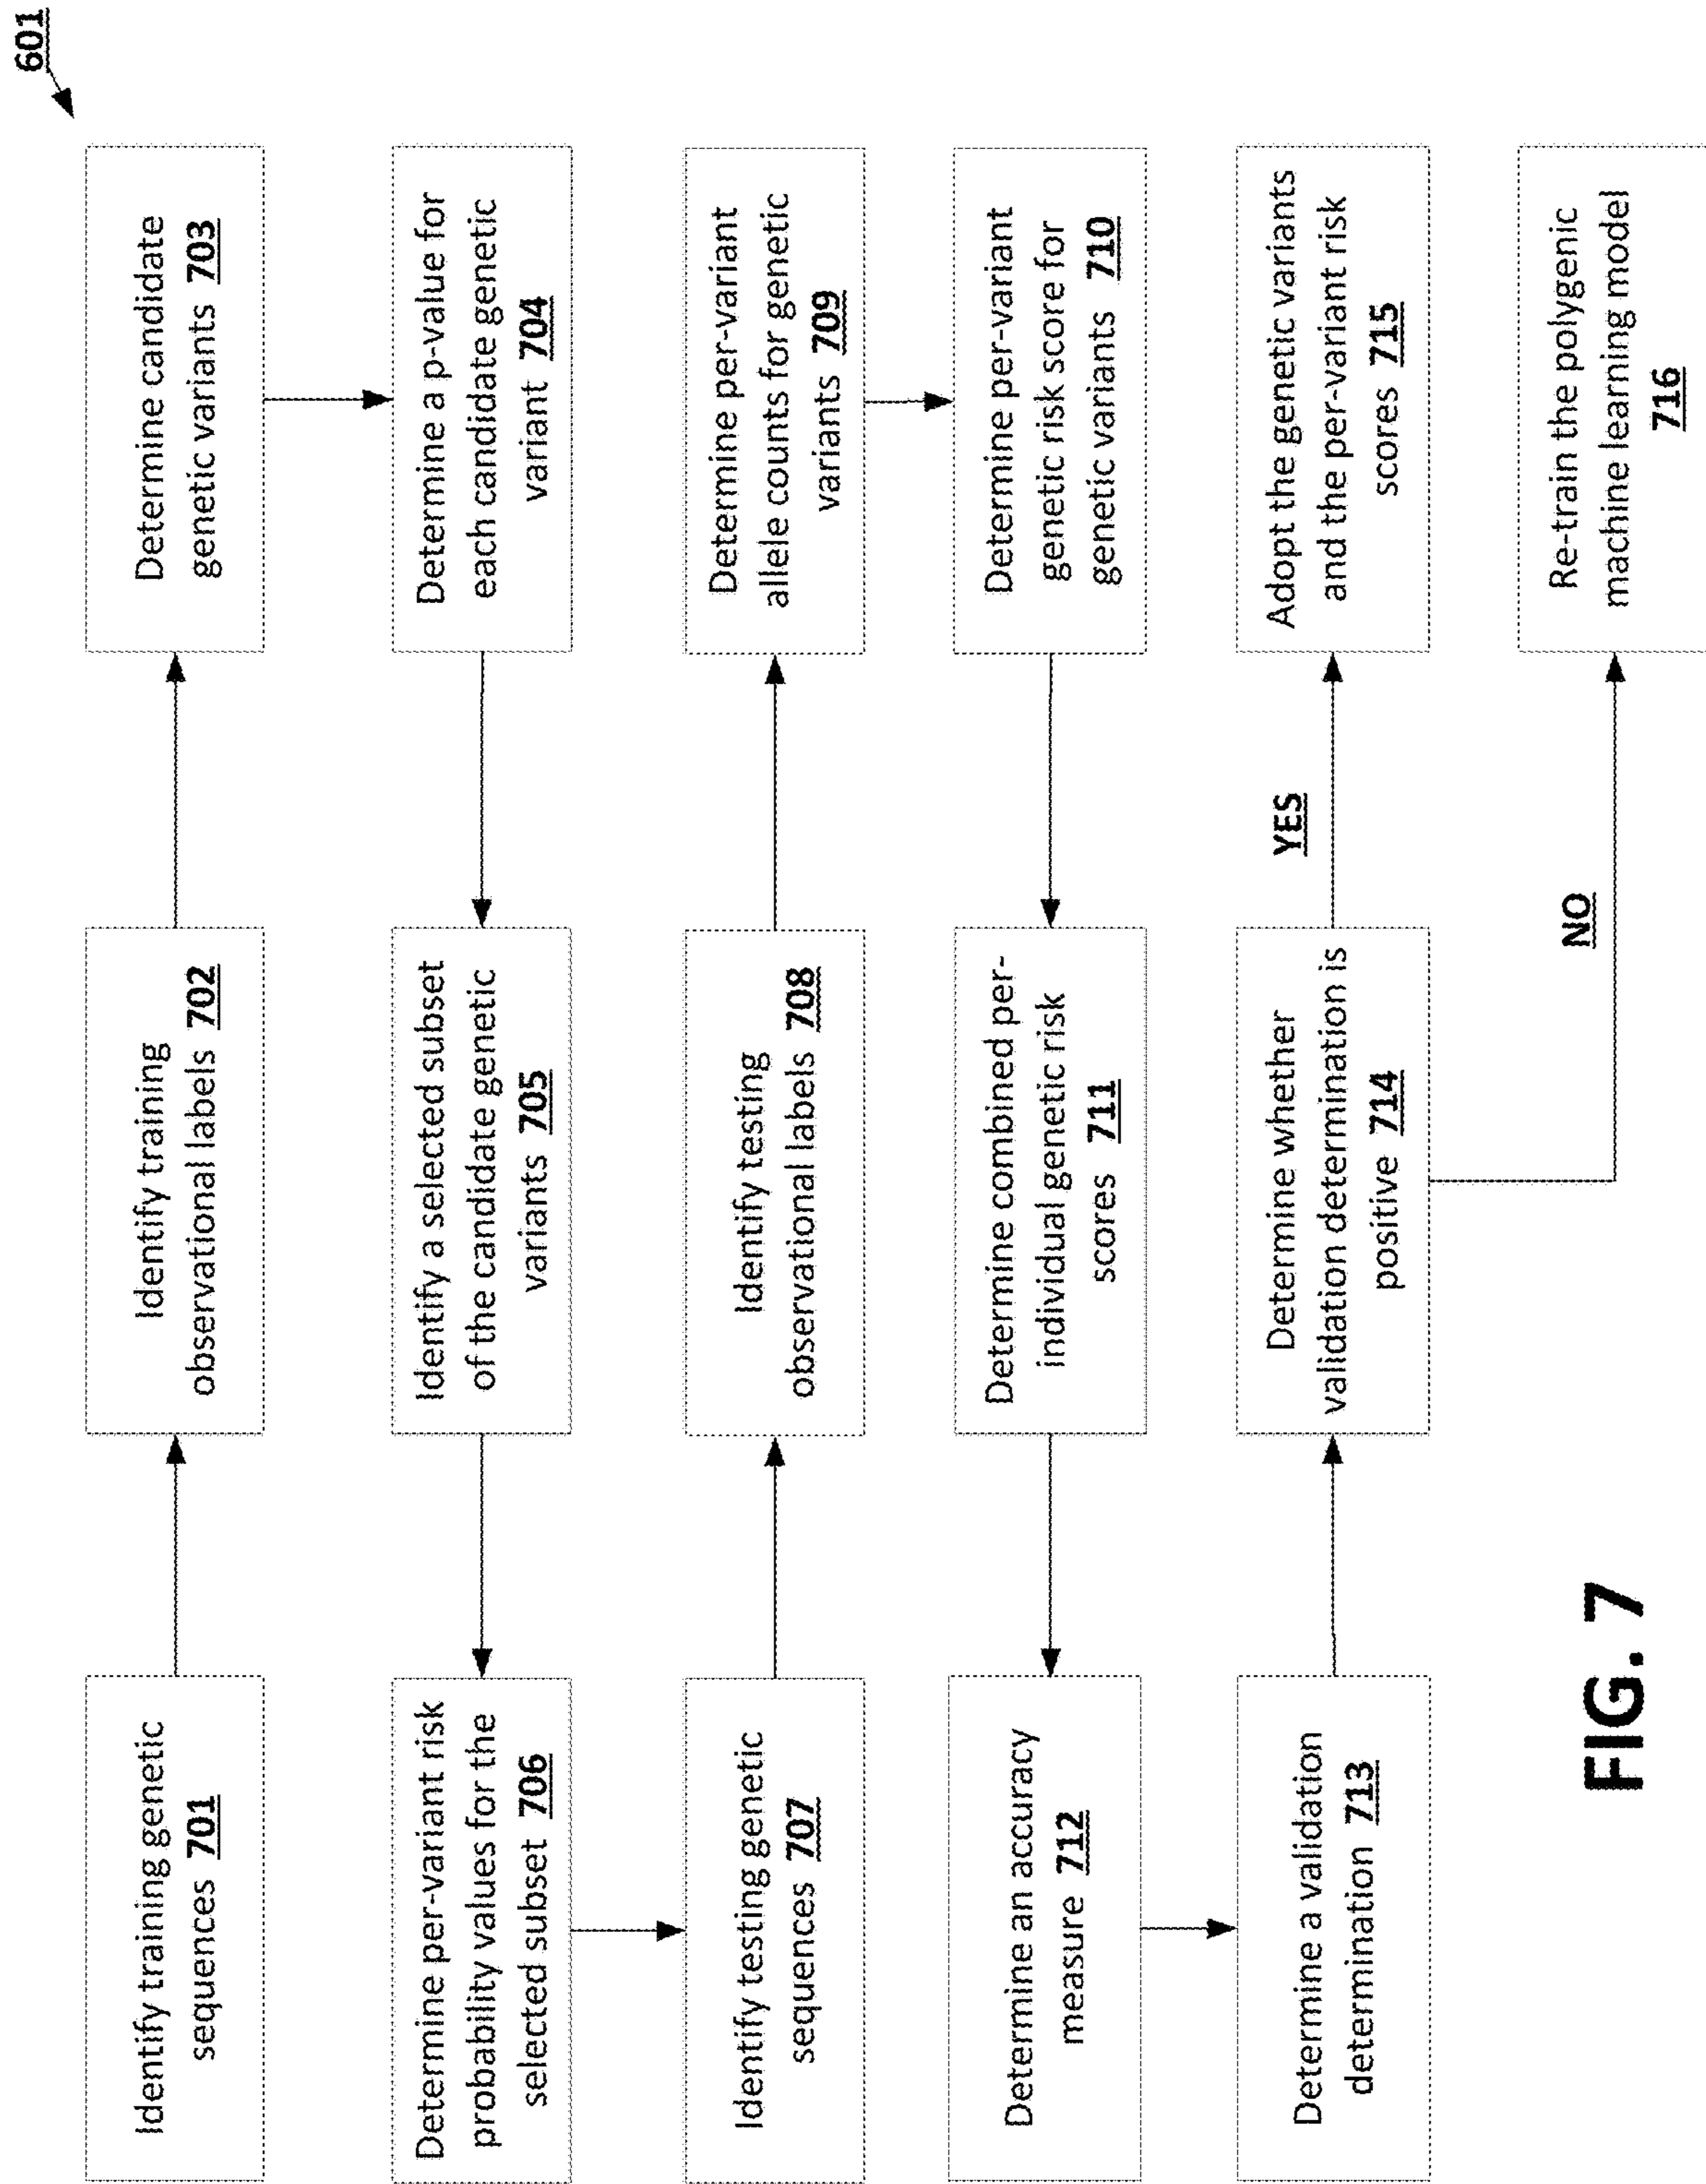 601
Identify training genetic
sequences 701
Identify training
observational labels 702
Determine candidate
genetic variants 703
Determine a p-value for
each candidate genetic
variant 704
Identify a selected subset
of the candidate genetic
variants 705
Determine per-variant risk
probability values for the
selected subset 706
Identify testing genetic
sequences 707
Identify testing
observational labels 708
Determine per-variant
allele counts for genetic
variants 709
Determine per-variant
genetic risk score for
genetic variants 710
Determine combined per-
individual genetic risk
scores 711
Determine an accuracy
measure 712
Determine a validation
determination 713
Determine whether
validation determination is
positive 714
YES
Adopt the genetic variants
and the per-variant risk
scores 715
NO
Re-train the polygenic
machine learning model
716
FIG. 7